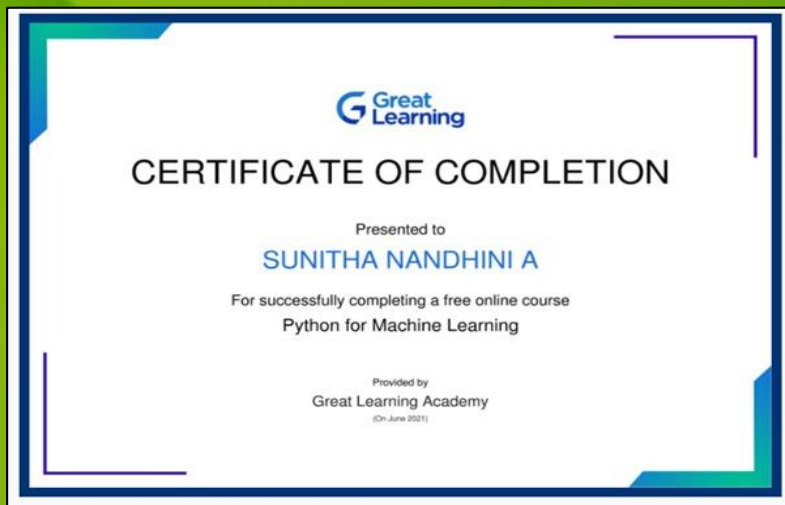 Great
Learning
CERTIFICATE OF COMPLETION
Presented to
SUNITHA NANDHINI A
For successfully completing a free online course
Python for Machine Learning
Provided by
Great Learning Academy
(On June 2021)